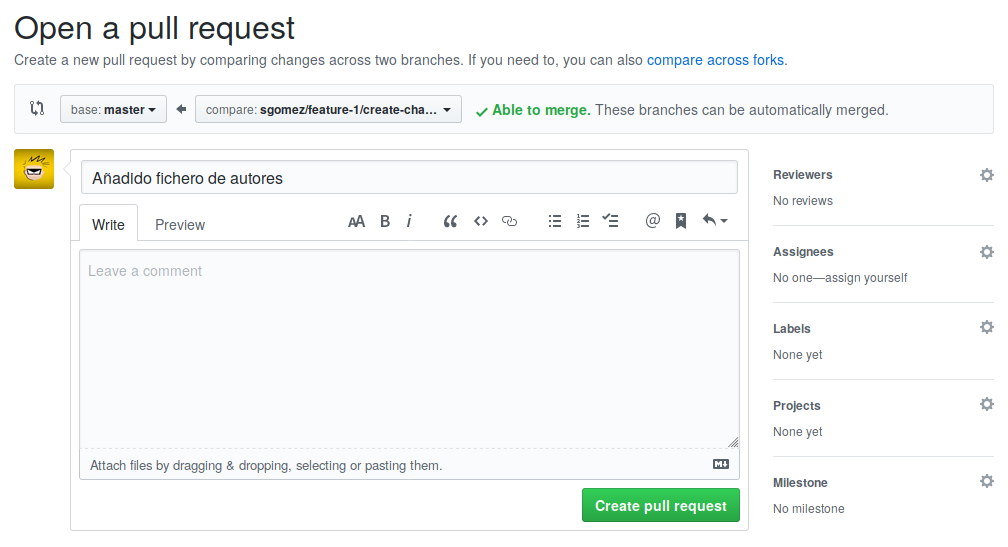 Open a pull request
Create a new pull request by comparing changes across two branches. If you need to, you can also compare across forks.
base: master compare: sgomez/feature-1/create-cha... Able to merge. These branches can be automatically merged.
Añadido fichero de autores
Write Preview AA B i @
Leave a comment
Attach files by dragging & dropping, selecting or pasting them.
Create pull request
Reviewers
No reviews
Assignees
No one—assign yourself
Labels
None yet
Projects
None yet
Milestone
No milestone